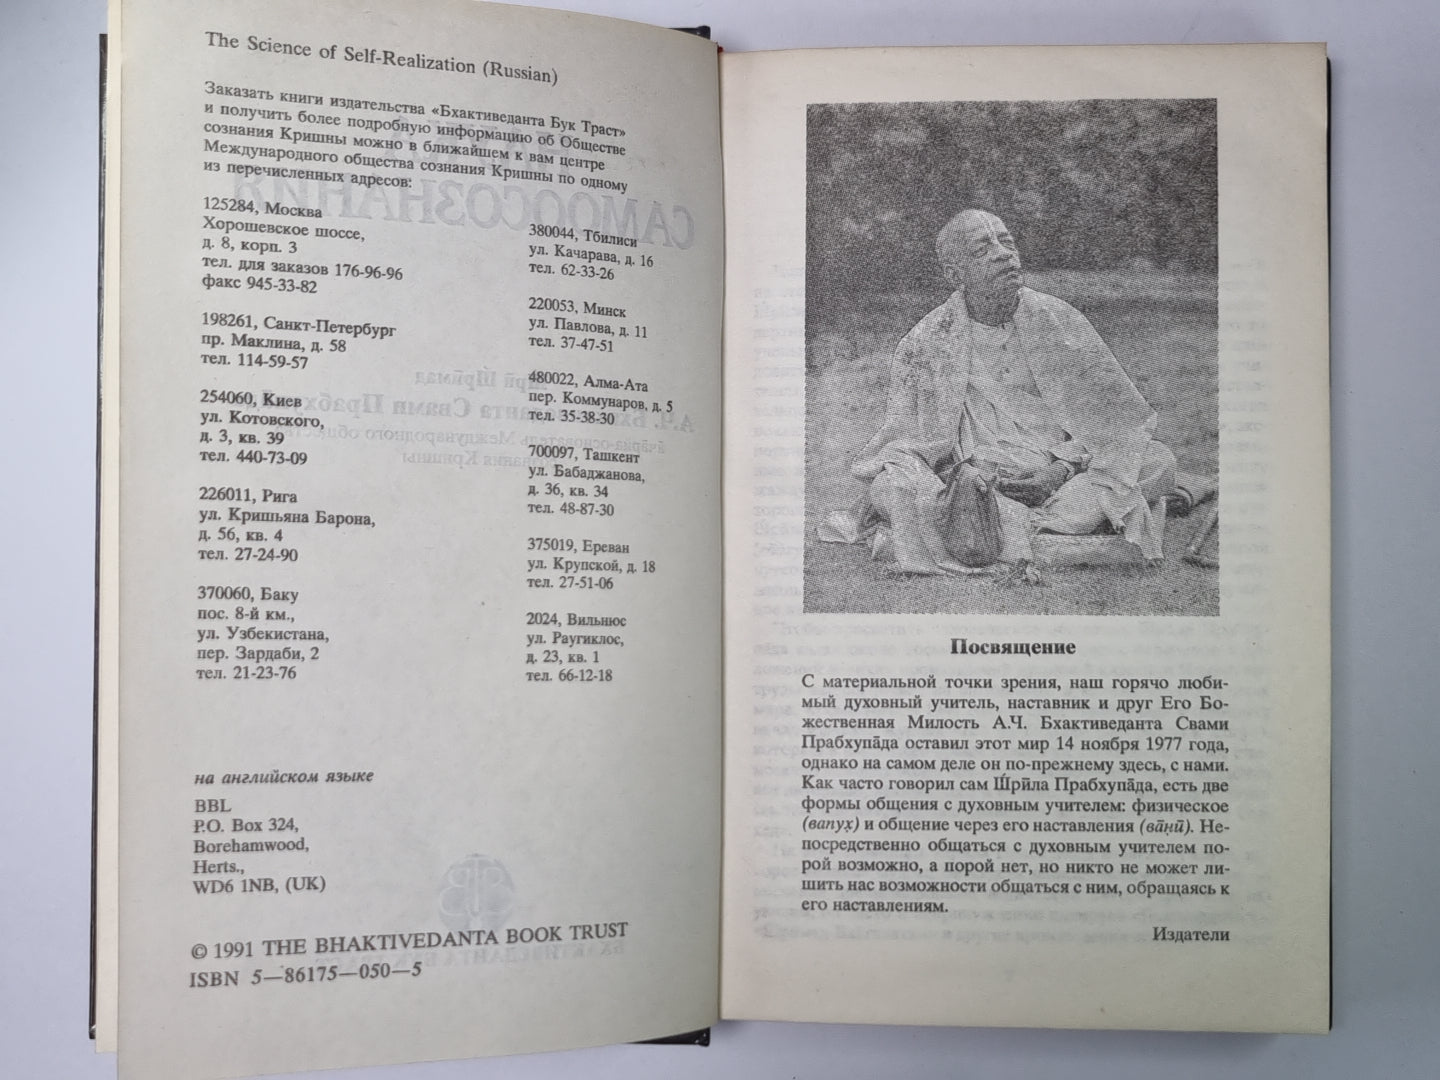 The Science of Self-Realization (Russian)
Заказать книги издательства «Бхактиведанта Бук Траст»
и получить более подробную информацию об Обществе
сознания Кришны можно в ближайшем к вам центре
Международного общества сознания Кришны по одному
из перечисленных адресов:
125284, Москва
Хорошевское шоссе,
д. 8, корп. 3
тел. для заказов 176-96-96
факс 945-33-82
198261, Санкт-Петербург
пр. Маклина, д. 58
тел. 114-59-57
254060, Киев
ул. Котовского,
д. 3, кв. 39
тел. 440-73-09
226011, Рига
ул. Кришьяна Барона,
д. 56, кв. 4
тел. 27-24-90
370060, Баку
пос. 8-й км.,
ул. Узбекистана,
пер. Зардаби, 2
тел. 21-23-76
380044, Тбилиси
ул. Качарава, д. 16
тел. 62-33-26
220053, Минск
ул. Павлова, д. 11
тел. 37-47-51
480022, Алма-Ата
пер. Коммунаров, д. 5
тел. 35-38-30
700097, Ташкент
ул. Бабаджанова,
д. 36, кв. 34
тел. 48-87-30
375019, Ереван
ул. Крупской, д. 18
тел. 27-51-06
2024, Вильнюс
ул. Раугиклос,
д. 23, кв. 1
тел. 66-12-18
на английском языке
BBL
P.O. Box 324,
Borehamwood,
Herts.,
WD6 1NB, (UK)
© 1991 THE BHAKTIVEDANTA BOOK TRUST
ISBN 5—86175—050—5
Посвящение
С материальной точки зрения, наш горячо люби-
мый духовный учитель, наставник и друг Его Бо-
жественная Милость А.Ч. Бхактиведанта Свами
Прабхупа̄да оставил этот мир 14 ноября 1977 года,
однако на самом деле он по-прежнему здесь, с нами.
Как часто говорил сам Ш́рӣла Прабхупа̄да, есть две
формы общения с духовным учителем: физическое
(вапух̣) и общение через его наставления (ва̄н̣ӣ). Не-
посредственно общаться с духовным учителем по-
рой возможно, а порой нет, но никто не может ли-
шить нас возможности общаться с ним, обращаясь к
его наставлениям.
Издатели